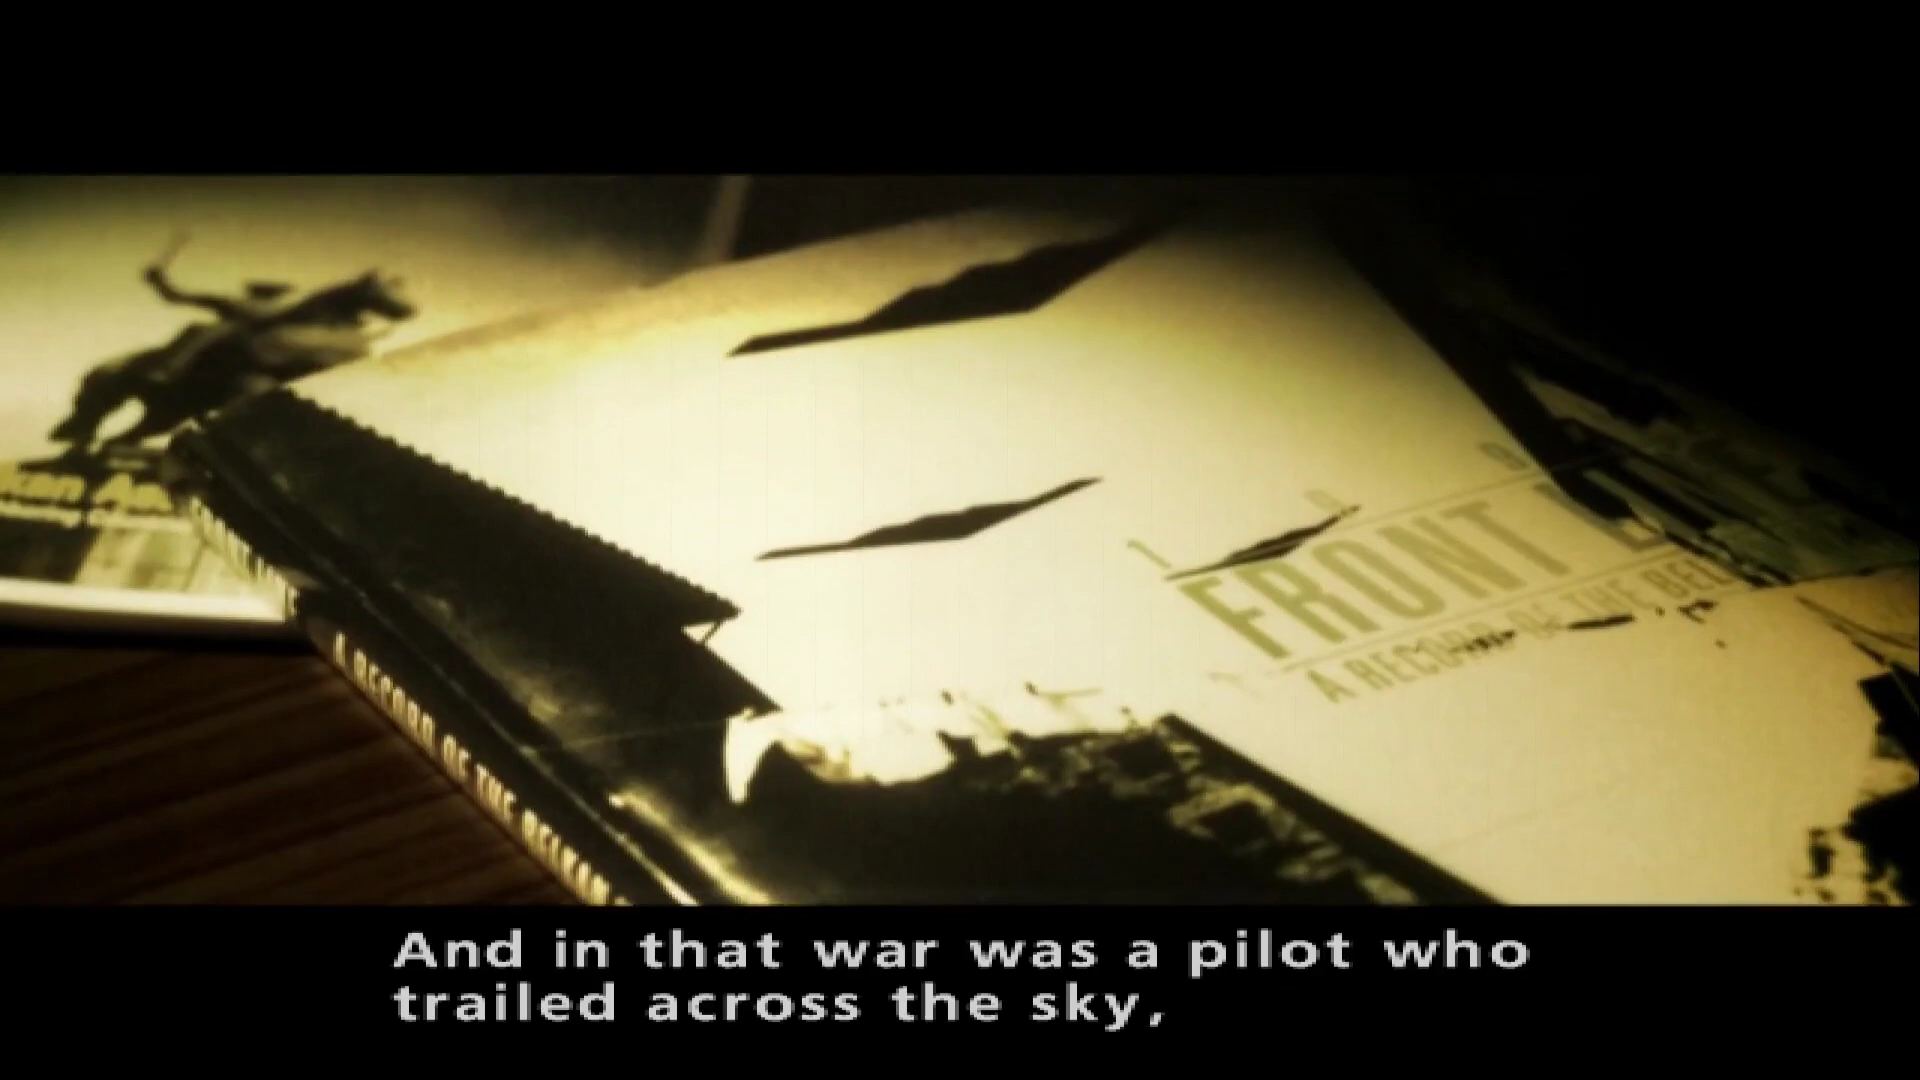 FRONT
A RECORD OF THE BEL
A RECORD OF THE BELKAN
And in that war was a pilot who
trailed across the sky,